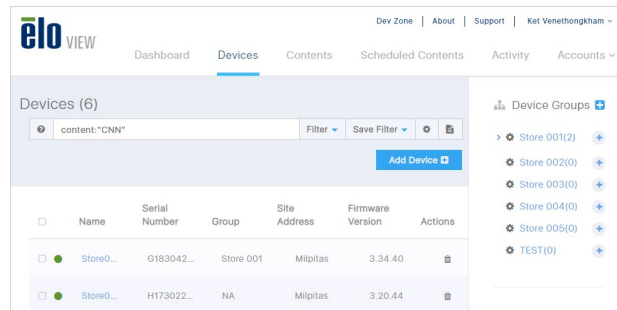 elo VIEW
Dev Zone | About | Support | Ket Venethongkham
Dashboard Devices Contents Scheduled Contents Activity Accounts
Devices (6)
content:"CNN" Filter Save Filter
Add Device
Name Serial Number Group Site Address Firmware Version Actions
Store0... G183042... Store 001 Milpitas 3.34.40
Store0... H173022... NA Milpitas 3.20.44
Device Groups
Store 001(2)
Store 002(0)
Store 003(0)
Store 004(0)
Store 005(0)
TEST(0)